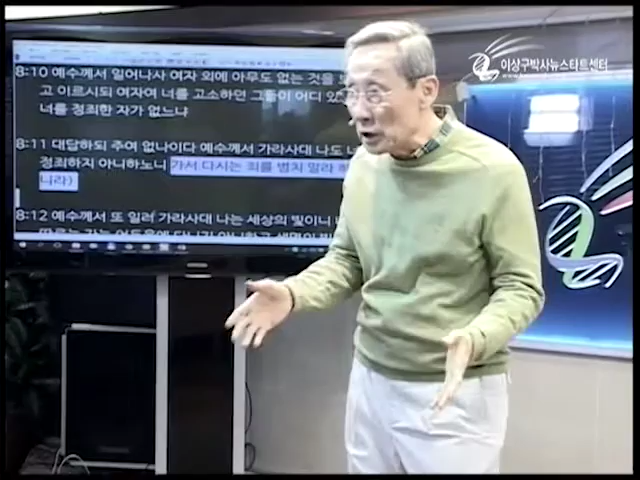 이상구박사뉴스타트센터
8:10 예수께서 일어나사 여자 외에 아무도 없는 것을
고 이르시되 여자여 너를 고소하던 그들이 어디 있
너를 정죄한 자가 없느냐
8:11 대답하되 주여 없나이다 예수께서 가라사대 나도
정죄하지 아니하노니 가서 다시는 죄를 범치 말라
니라)
8:12 예수께서 또 일러 가라사대 나는 세상의 빛이니